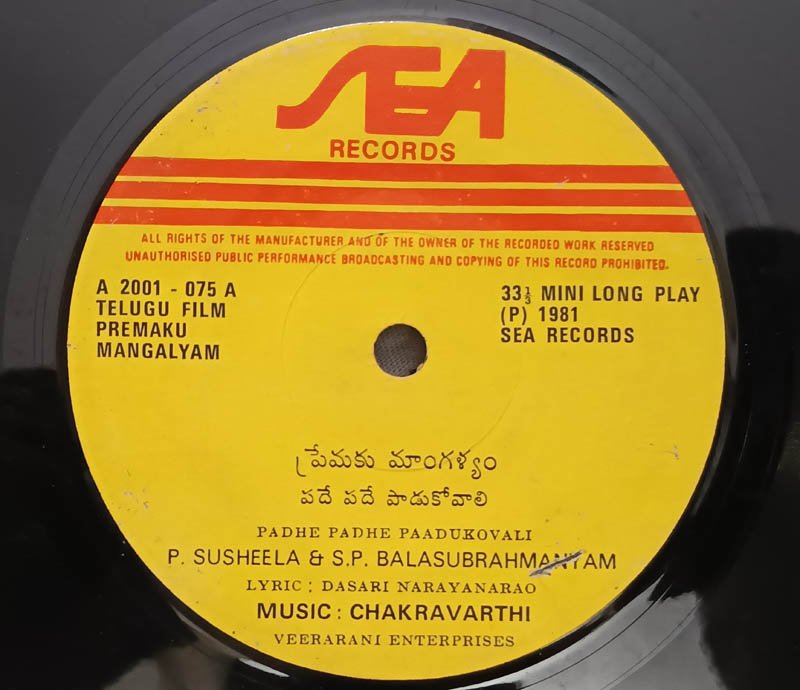 SEA
RECORDS
ALL RIGHTS OF THE MANUFACTURER AND OF THE OWNER OF THE RECORDED WORK RESERVED
UNAUTHORISED PUBLIC PERFORMANCE BROADCASTING AND COPYING OF THIS RECORD PROHIBITED.
A 2001 - 075 A
TELUGU FILM
PREMAKU
MANGALYAM
33⅓ MINI LONG PLAY
(P) 1981
SEA RECORDS
ప్రేమకు మాంగళ్యం
పదే పదే పాడుకోవాలి
PADHE PADHE PAADUKOVALI
P. SUSHEELA & S.P. BALASUBRAHMANYAM
LYRIC : DASARI NARAYANARAO
MUSIC : CHAKRAVARTHI
VEERARANI ENTERPRISES